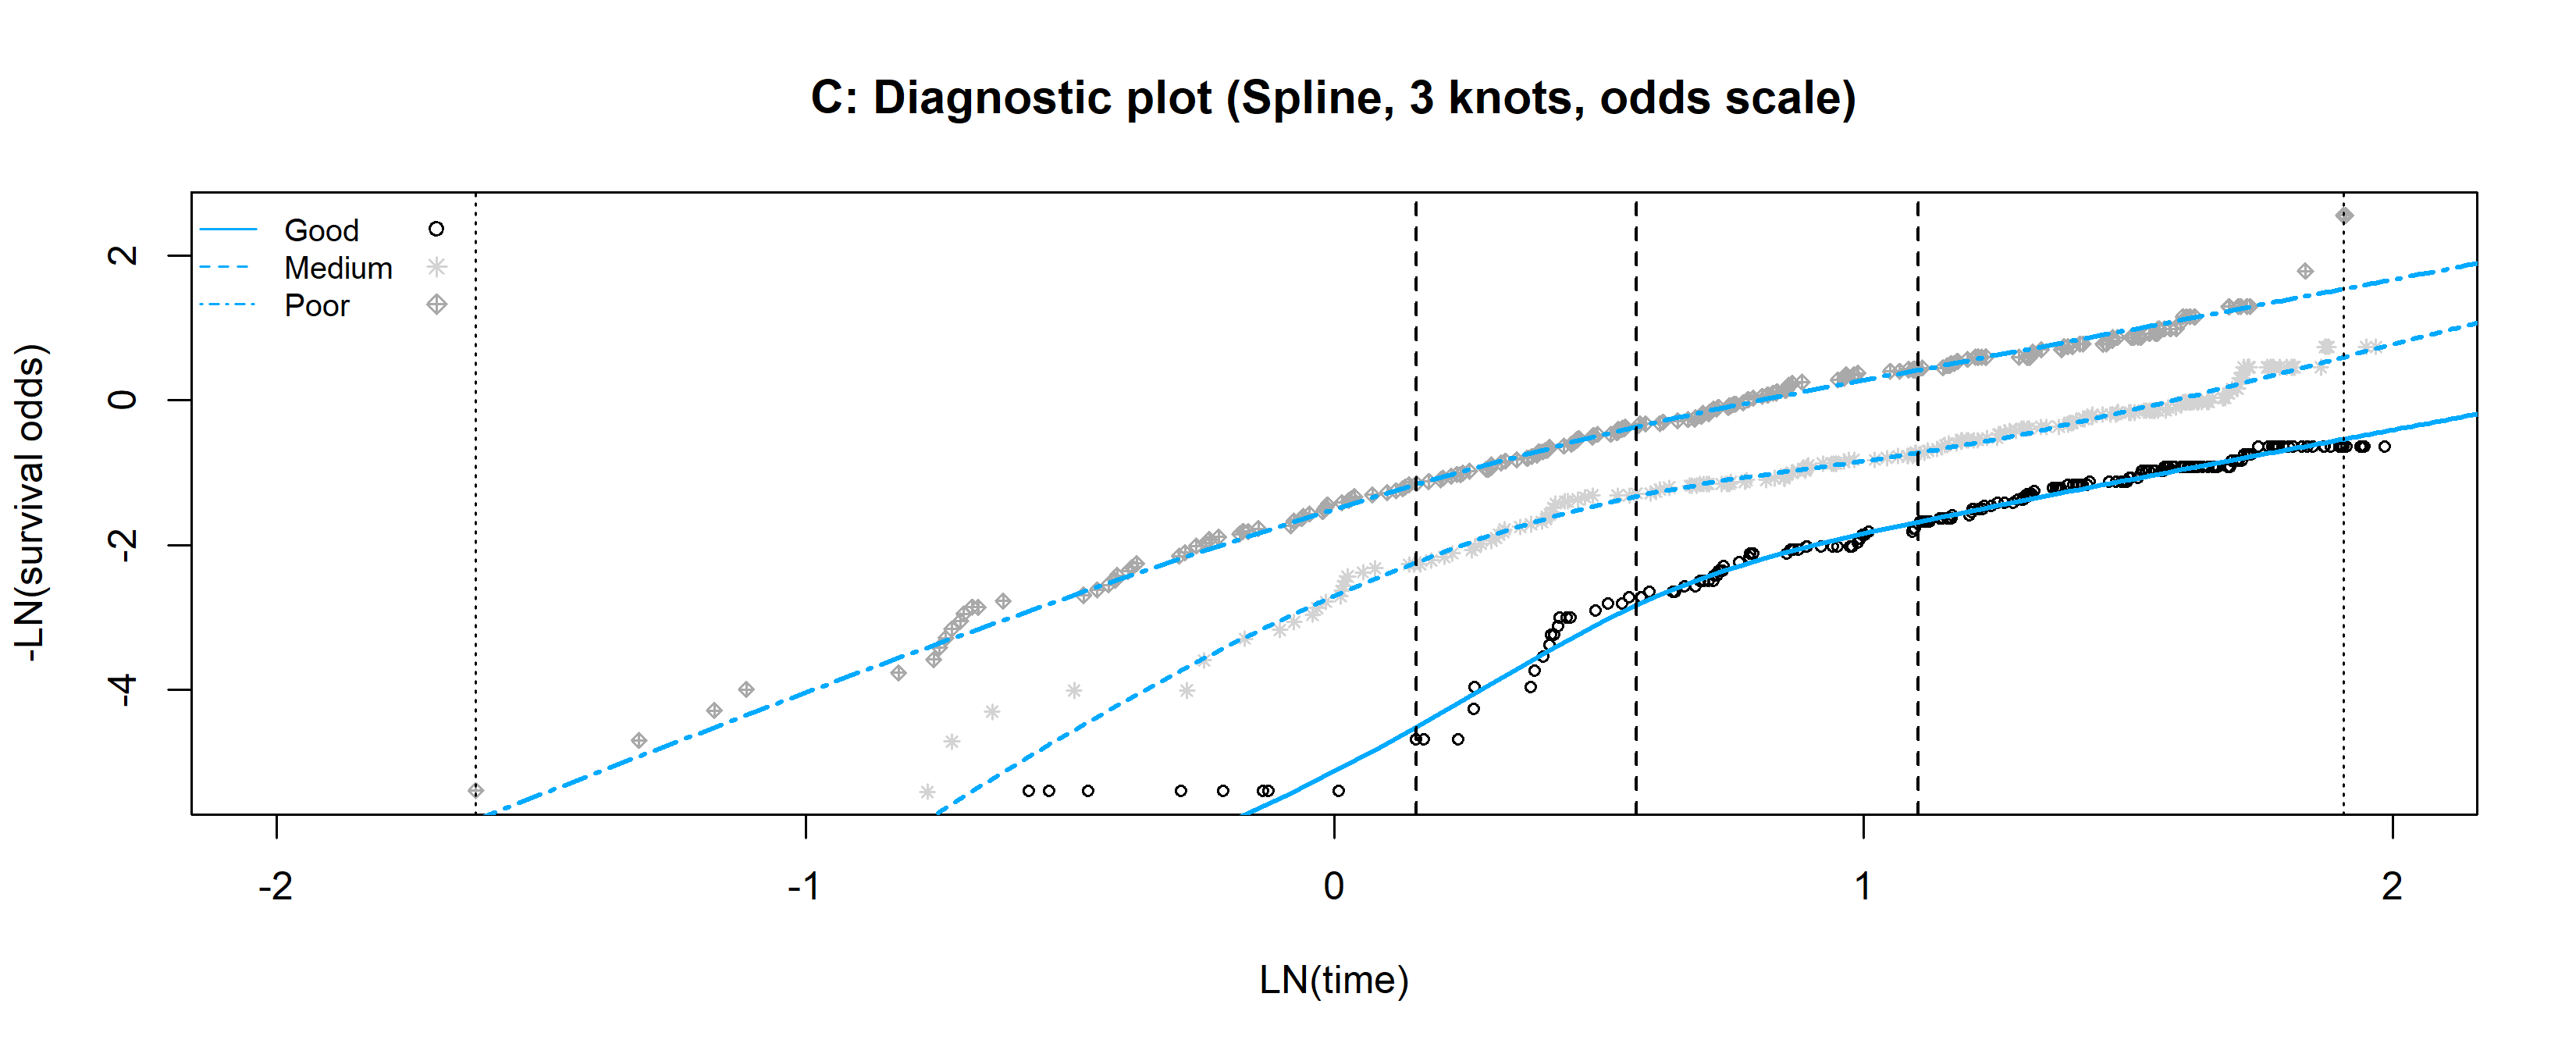 C: Diagnostic plot (Spline, 3 knots, odds scale)
Good
Medium
Poor
-LN(survival odds)
2
0
-2
-4
-2
-1
0
1
2
LN(time)